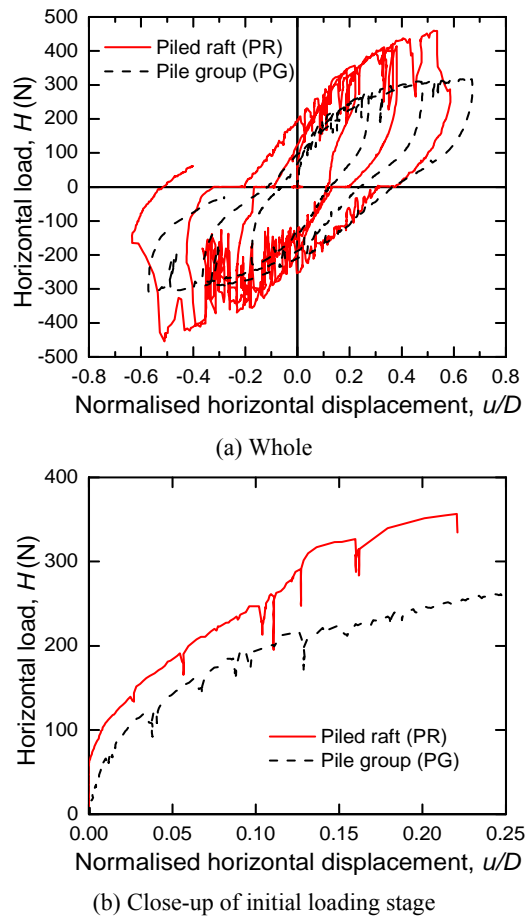 500
400
300
200
100
0
-100
-200
-300
-400
-500
Horizontal load, H (N)
Piled raft (PR)
Pile group (PG)
-0.8 -0.6 -0.4 -0.2 0.0 0.2 0.4 0.6 0.8
Normalised horizontal displacement, u/D
(a) Whole
400
300
200
100
0
Horizontal load, H (N)
Piled raft (PR)
Pile group (PG)
0.00 0.05 0.10 0.15 0.20 0.25
Normalised horizontal displacement, u/D
(b) Close-up of initial loading stage